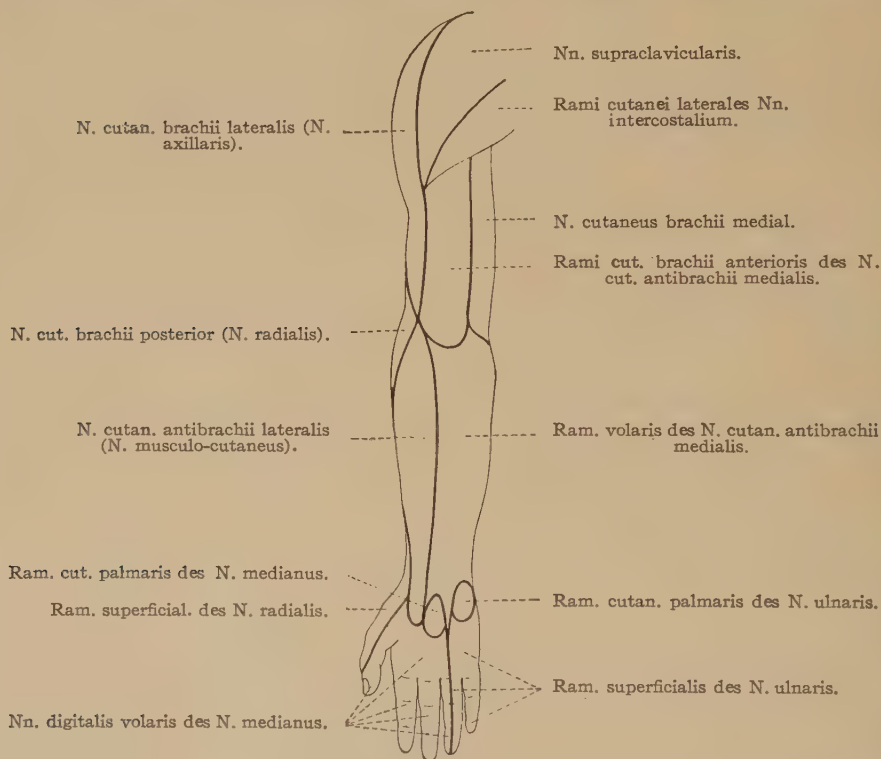 Nn. supraclavicularis.
Rami cutanei laterales Nn.
intercostalium.
N. cutan. brachii lateralis (N.
axillaris).
N. cutaneus brachii medial.
Rami cut. brachii anterioris des N.
cut. antibrachii medialis.
N. cut. brachii posterior (N. radialis).
N. cutan. antibrachii lateralis
(N. musculo-cutaneus).
Ram. volaris des N. cutan. antibrachii
medialis.
Ram. cut. palmaris des N. medianus.
Ram. superficial. des N. radialis.
Ram. cutan. palmaris des N. ulnaris.
Ram. superficialis des N. ulnaris.
Nn. digitalis volaris des N. medianus.